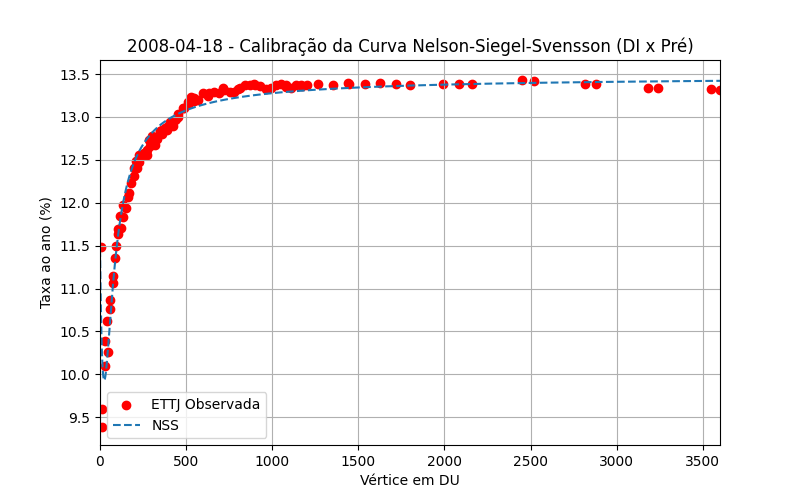 2008-04-18 - Calibração da Curva Nelson-Siegel-Svensson (DI x Pré)
13.5
13.0
12.5
12.0
11.5
11.0
10.5
10.0
9.5
Taxa ao ano (%)
ETTJ Observada
NSS
0 500 1000 1500 2000 2500 3000 3500
Vértice em DU